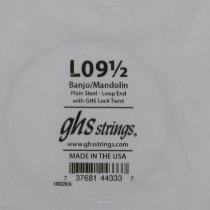 L09½
Banjo/Mandolin
Plain Steel - Loop End
with GHS Lock Twist
ghs strings.
www.ghsstrings.com
MADE IN THE USA
7 37681 44333 7
10022016